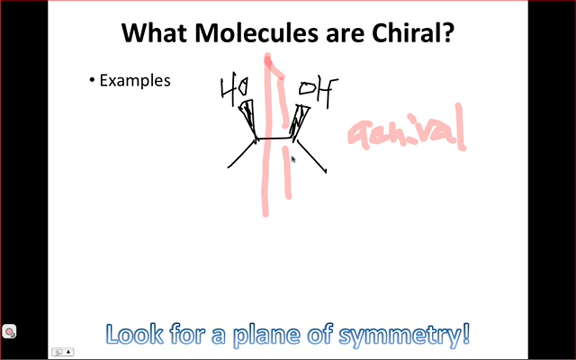 What Molecules are Chiral?
• Examples
HO OH
achiral
Look for a plane of symmetry!